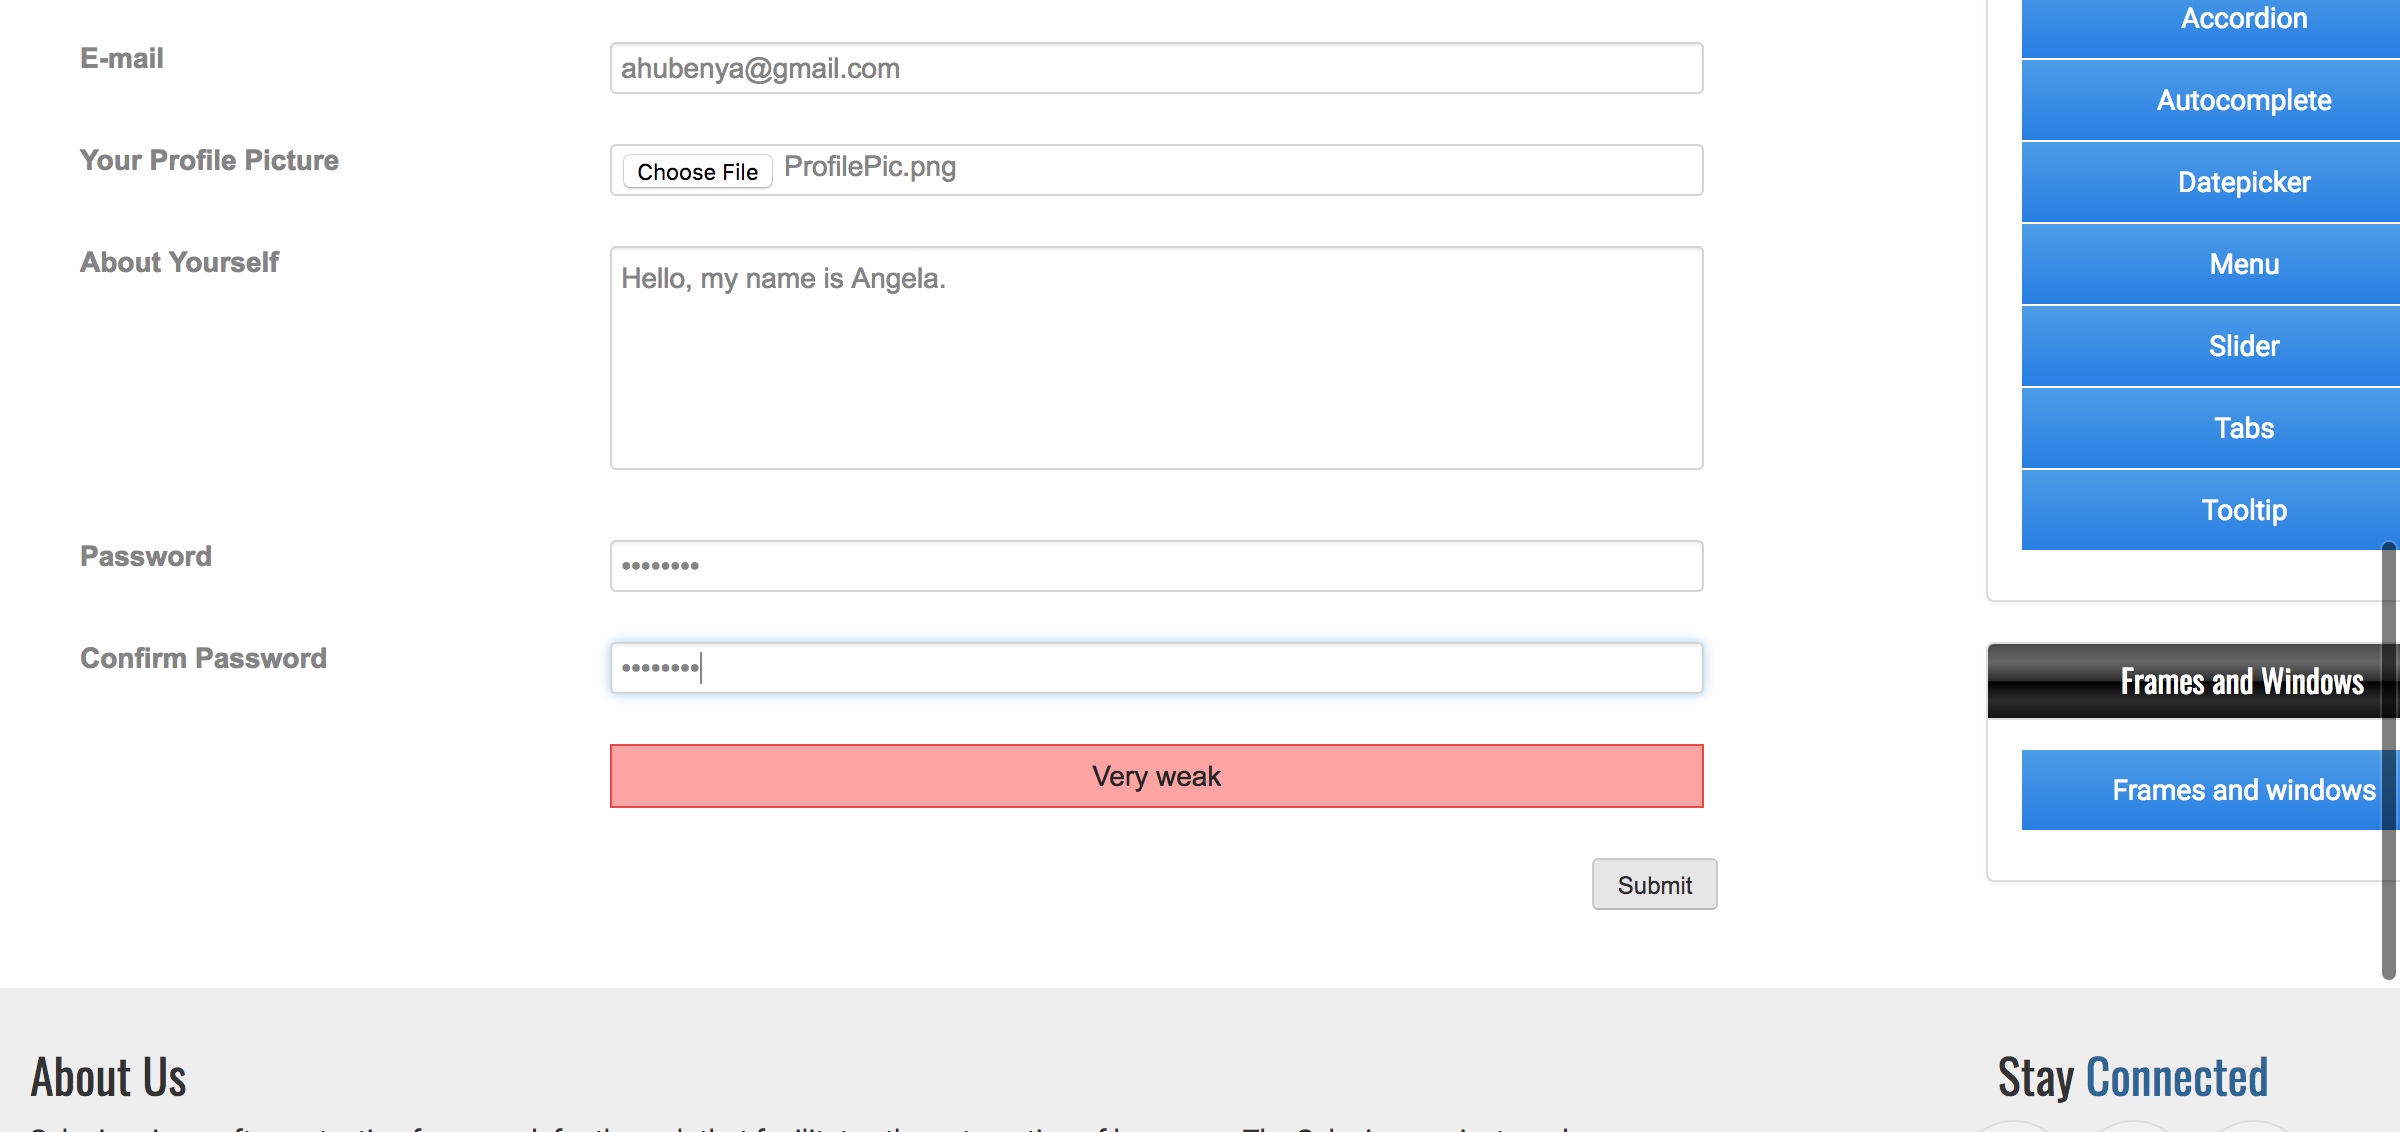 E-mail
ahubenya@gmail.com
Your Profile Picture
Choose File ProfilePic.png
About Yourself
Hello, my name is Angela.
Password
••••••••
Confirm Password
••••••••
Very weak
Submit
Accordion
Autocomplete
Datepicker
Menu
Slider
Tabs
Tooltip
Frames and Windows
Frames and windows
About Us
Stay Connected